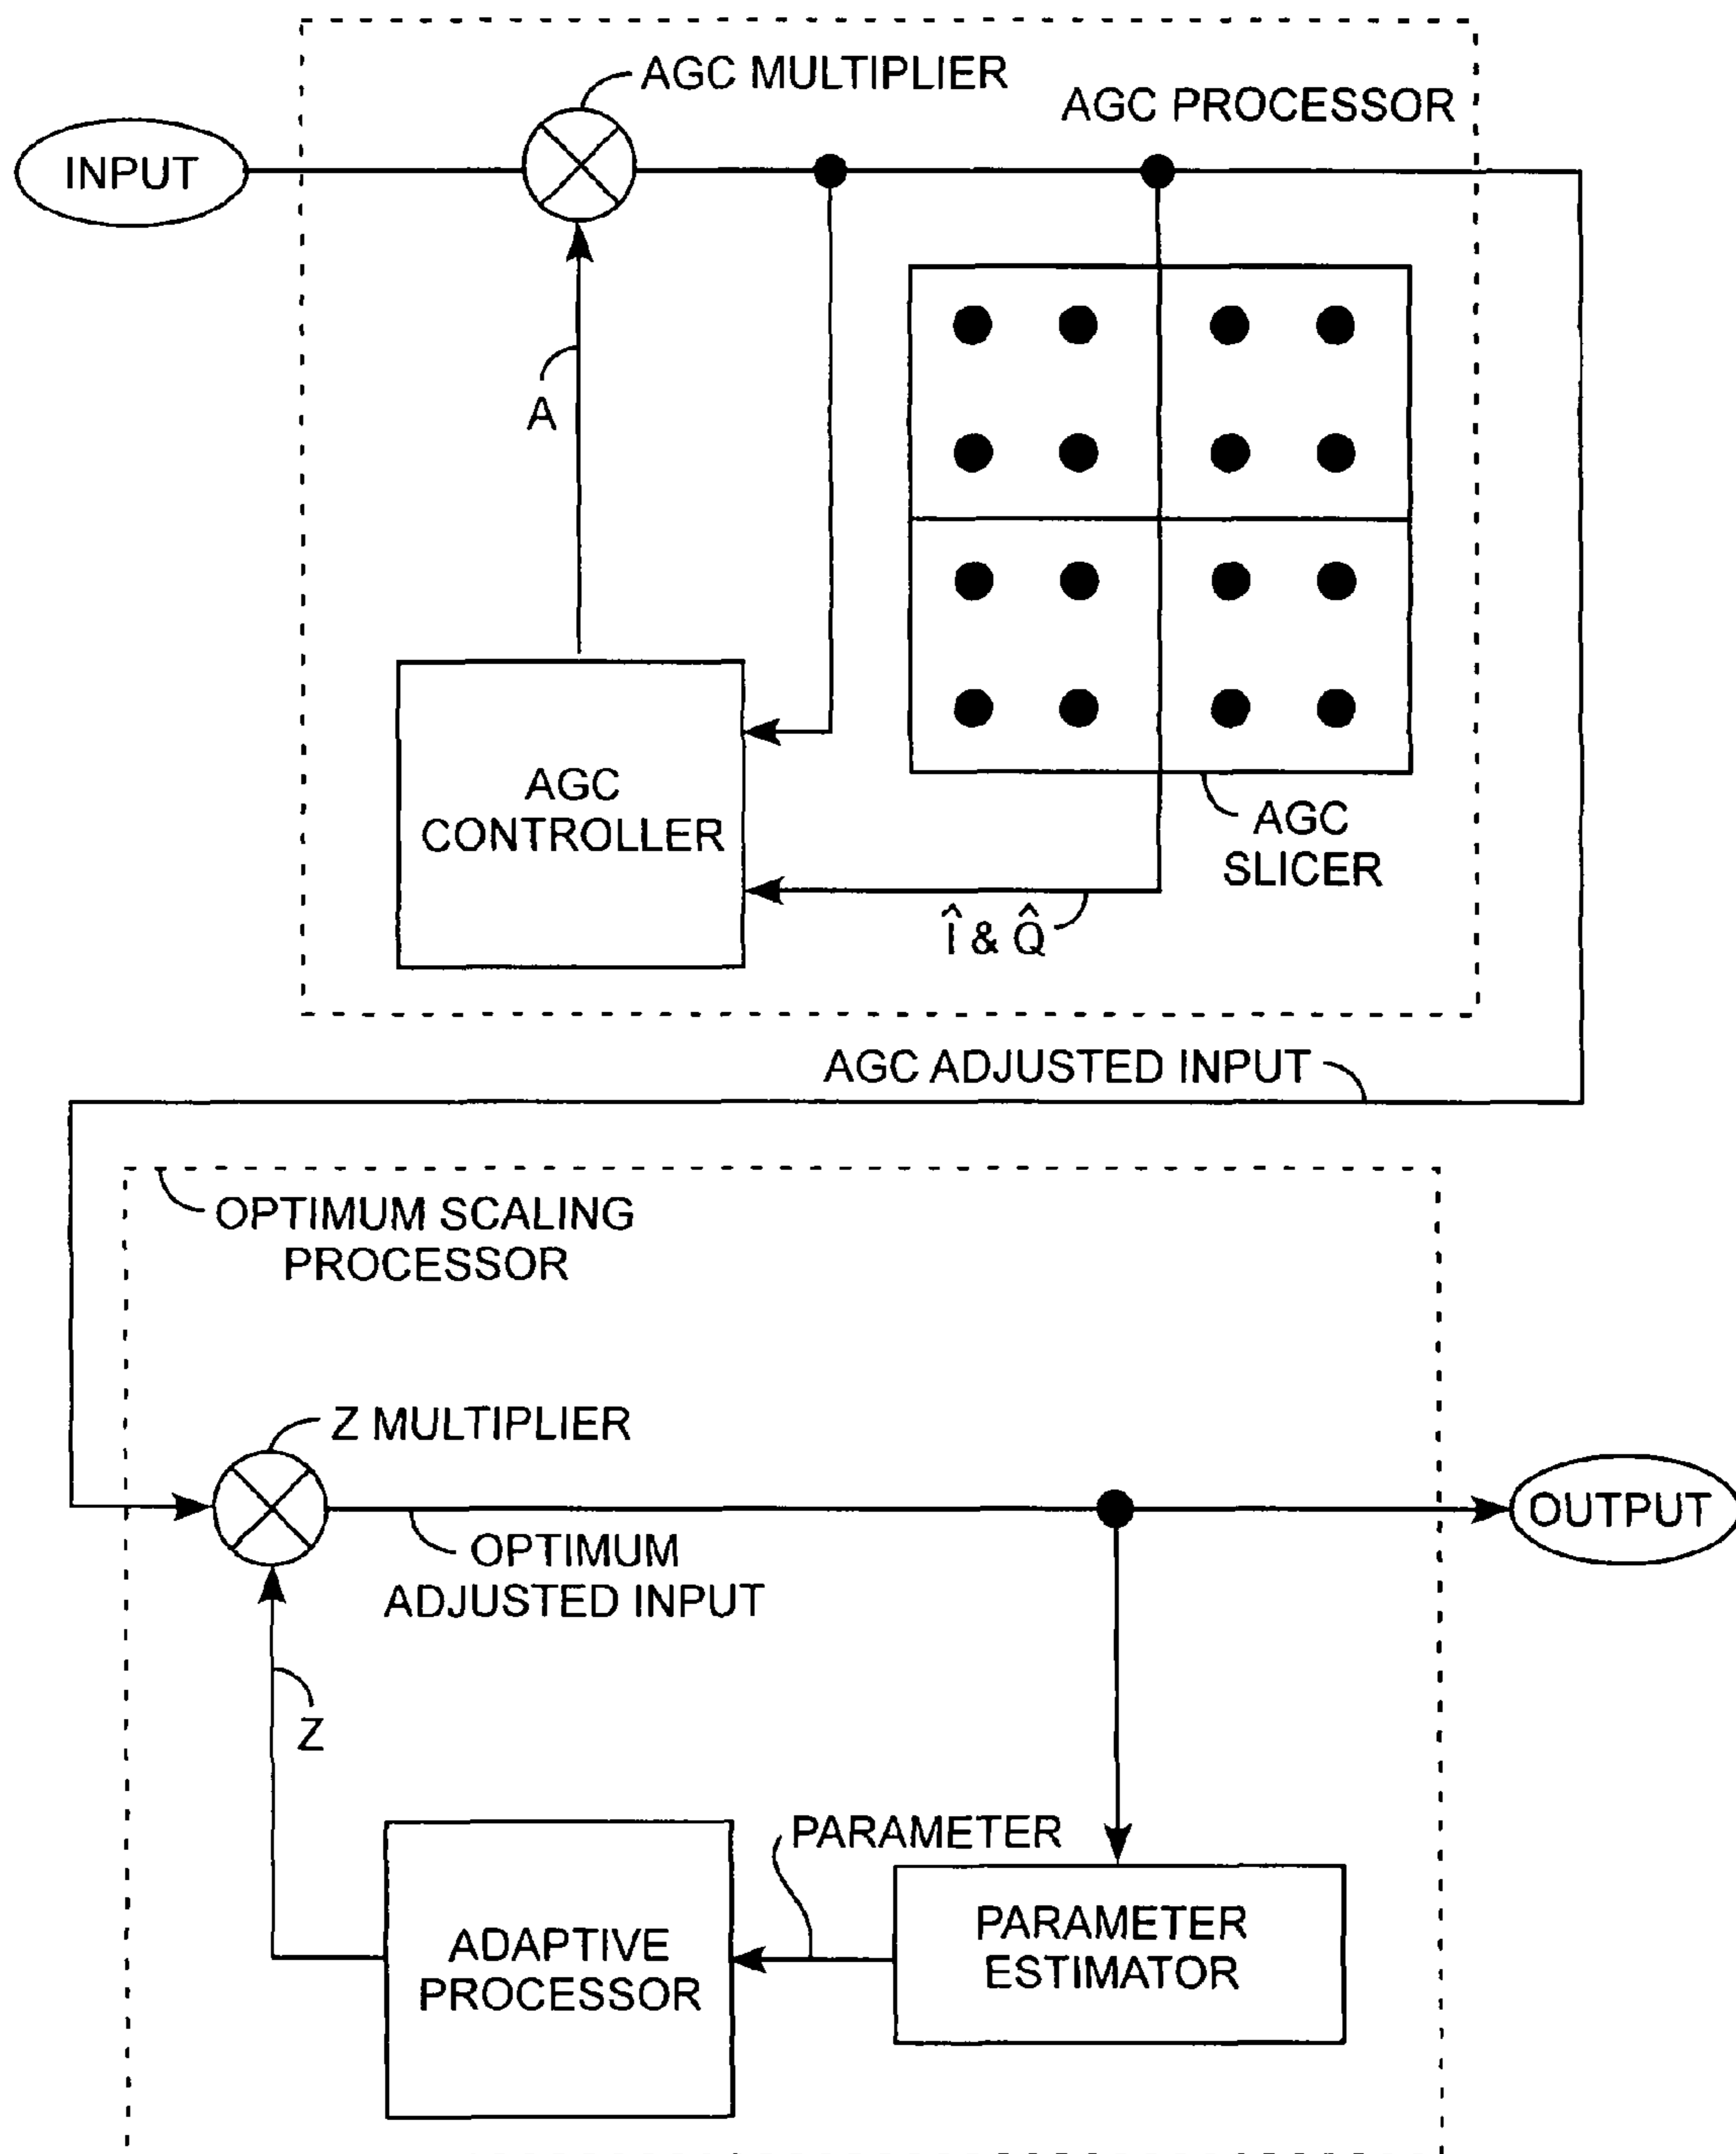 AGC MULTIPLIER
AGC PROCESSOR
INPUT
A
AGC
CONTROLLER
AGC
SLICER
Î & Q̂
AGC ADJUSTED INPUT
OPTIMUM SCALING
PROCESSOR
Z MULTIPLIER
OUTPUT
OPTIMUM
ADJUSTED INPUT
Z
PARAMETER
ADAPTIVE
PROCESSOR
PARAMETER
ESTIMATOR